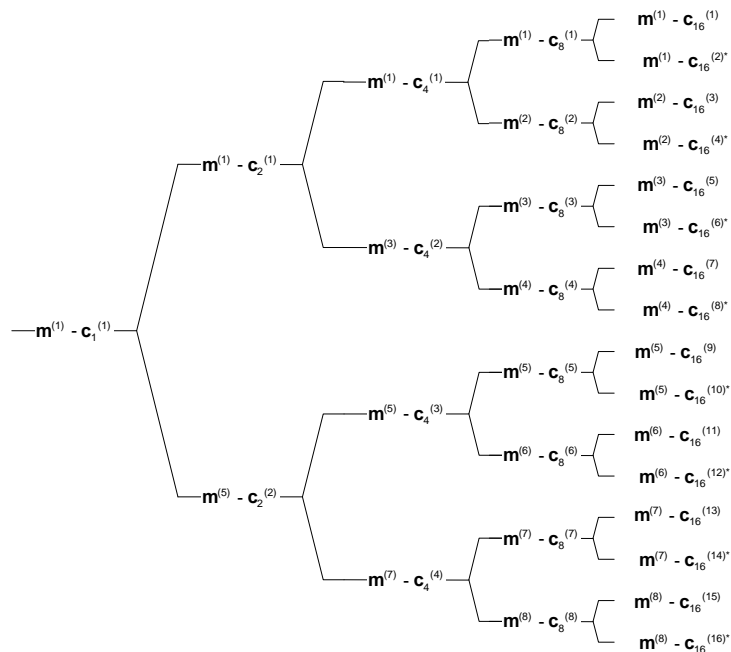 m(1) - c16(1)
m(1) - c8(1)
m(1) - c16(2)*
m(1) - c4(1)
m(2) - c16(3)
m(2) - c8(2)
m(2) - c16(4)*
m(1) - c2(1)
m(3) - c16(5)
m(3) - c8(3)
m(3) - c16(6)*
m(3) - c4(2)
m(4) - c16(7)
m(4) - c8(4)
m(4) - c16(8)*
m(1) - c1(1)
m(5) - c16(9)
m(5) - c8(5)
m(5) - c16(10)*
m(5) - c4(3)
m(6) - c16(11)
m(6) - c8(6)
m(6) - c16(12)*
m(5) - c2(2)
m(7) - c16(13)
m(7) - c8(7)
m(7) - c16(14)*
m(7) - c4(4)
m(8) - c16(15)
m(8) - c8(8)
m(8) - c16(16)*